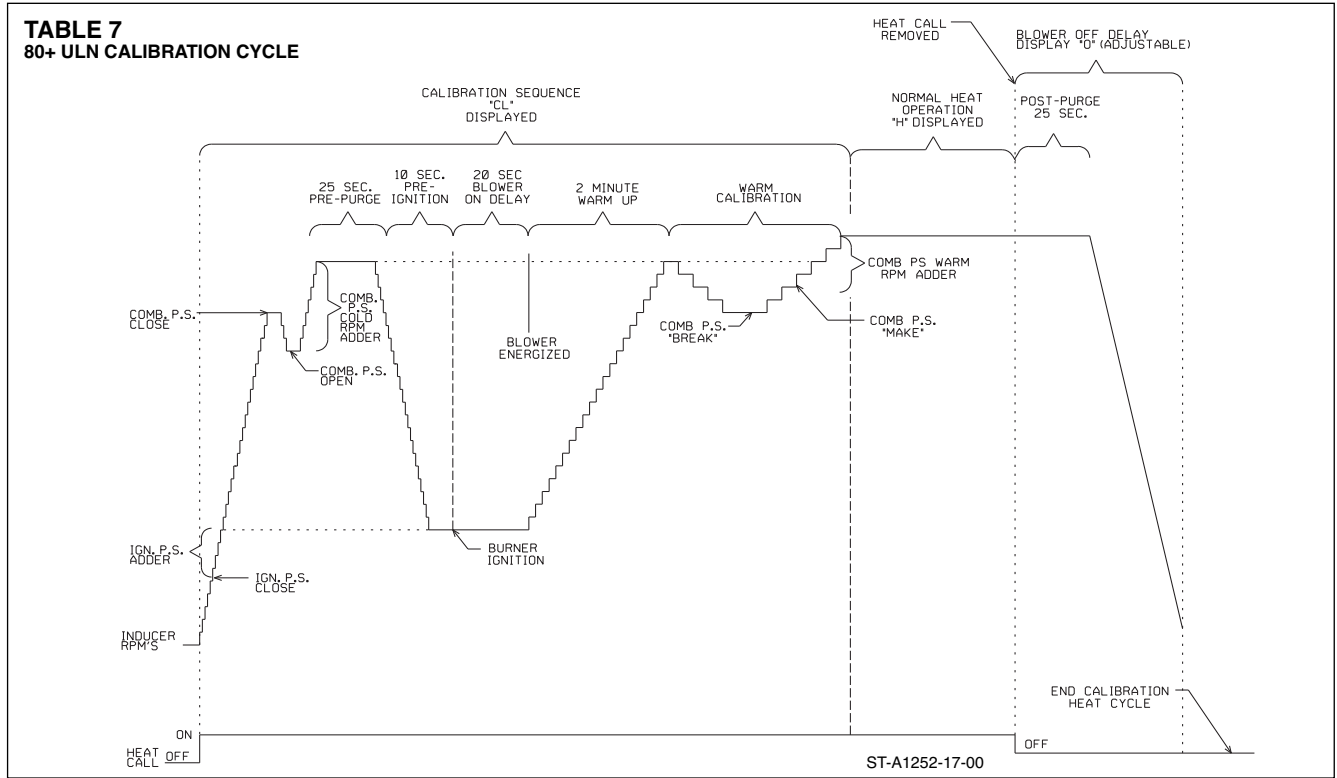 TABLE 7
80+ ULN CALIBRATION CYCLE
HEAT CALL
REMOVED
BLOWER OFF DELAY
DISPLAY "0" (ADJUSTABLE)
CALIBRATION SEQUENCE
"CL"
DISPLAYED
NORMAL HEAT
OPERATION
"H" DISPLAYED
POST-PURGE
25 SEC.
25 SEC.
PRE-PURGE
10 SEC.
PRE-
IGNITION
20 SEC
BLOWER
ON DELAY
2 MINUTE
WARM UP
WARM
CALIBRATION
COMB. P.S.
CLOSE
COMB.
P.S.
COLD
RPM
ADDER
COMB. P.S.
OPEN
BLOWER
ENERGIZED
COMB P.S.
"BREAK"
COMB PS WARM
RPM ADDER
COMB P.S.
"MAKE"
IGN. P.S.
ADDER
IGN. P.S.
CLOSE
BURNER
IGNITION
INDUCER
RPM'S
END CALIBRATION
HEAT CYCLE
ON
HEAT
CALL
OFF
OFF
ST-A1252-17-00